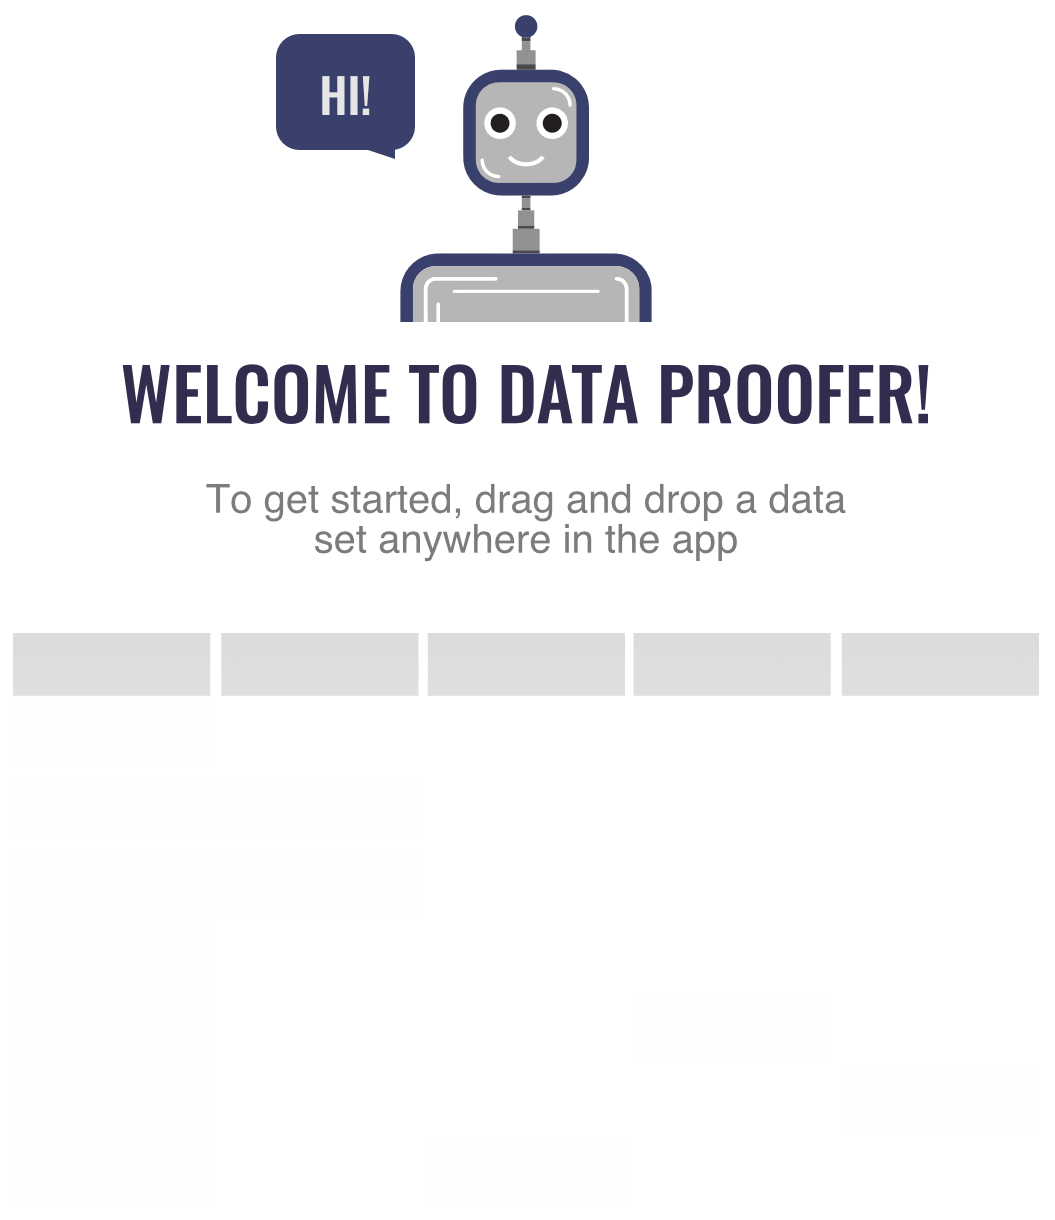 HI!
WELCOME TO DATA PROOFER!
To get started, drag and drop a data
set anywhere in the app